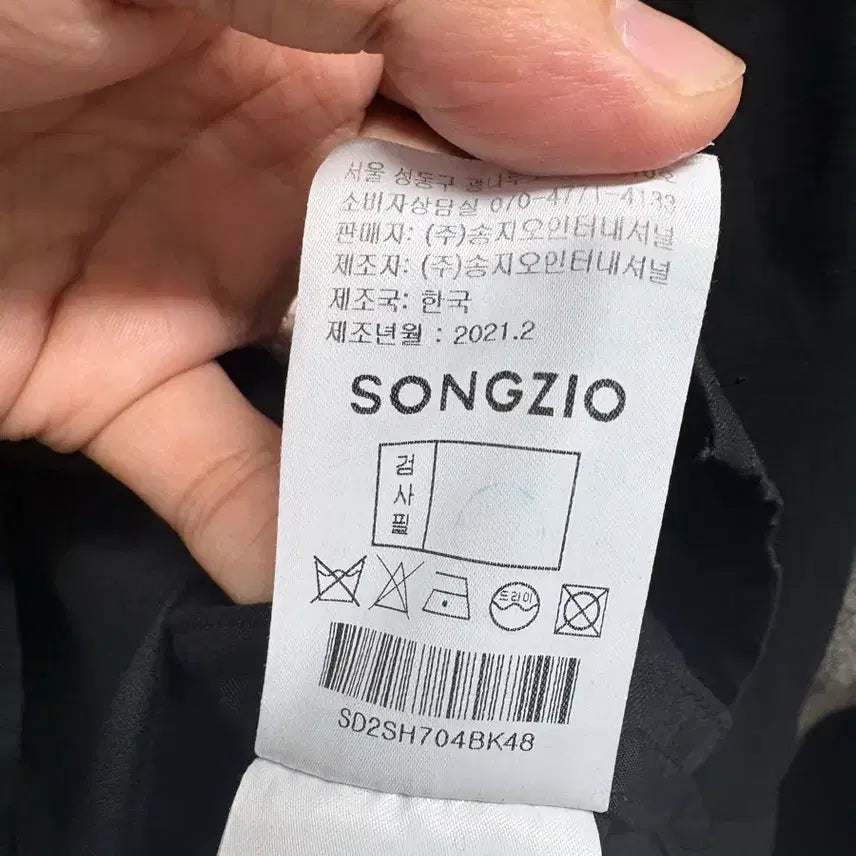 서울 성동구 광나루
소비자상담실 070-4771-4133
판매자: (주)송지오인터내셔널
제조자: (주)송지오인터내셔널
제조국: 한국
제조년월 : 2021.2
SONGZIO
검사필
드라이
SD2SH704BK48